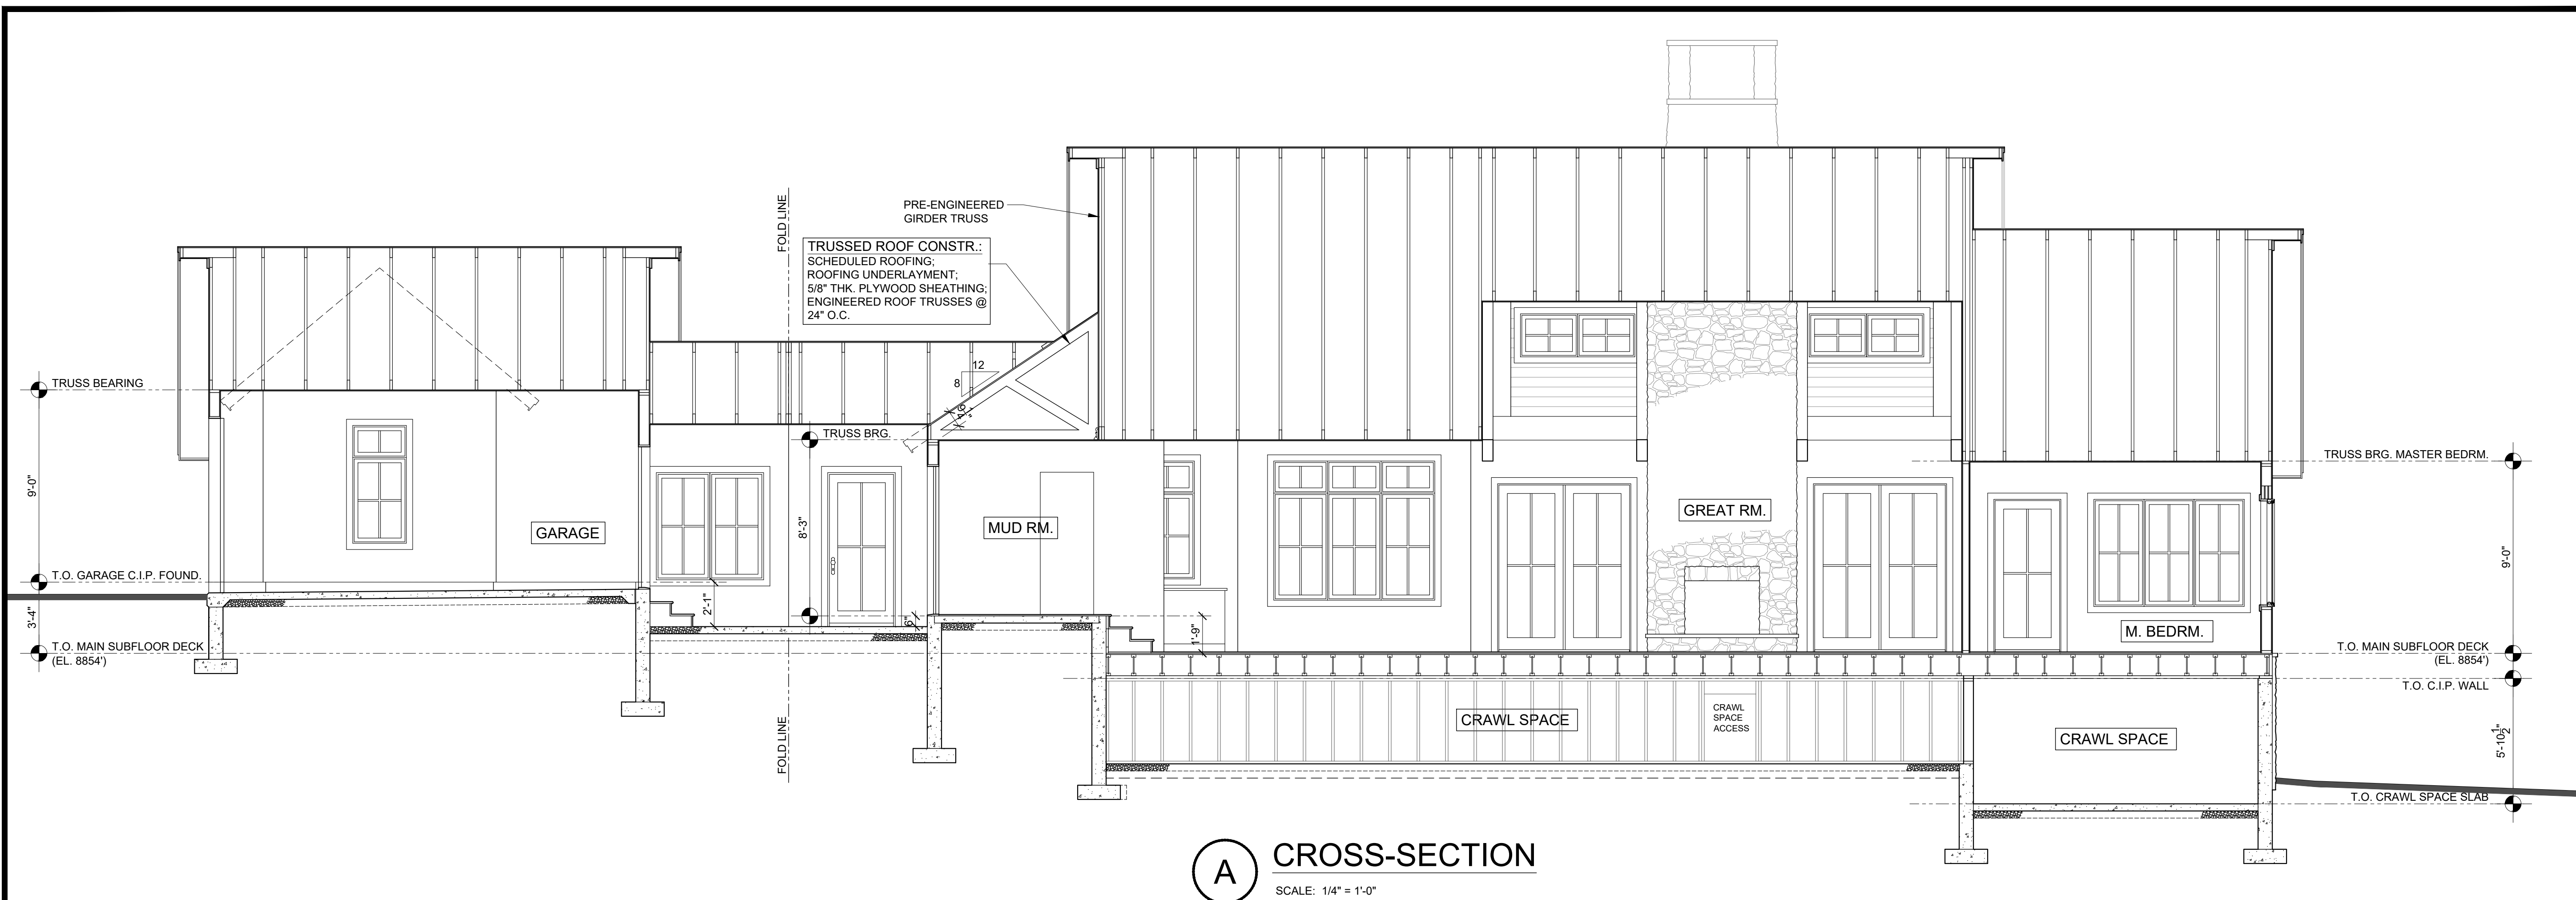 FOLD LINE
PRE-ENGINEERED
GIRDER TRUSS
TRUSSED ROOF CONSTR.:
SCHEDULED ROOFING;
ROOFING UNDERLAYMENT;
5/8" THK. PLYWOOD SHEATHING;
ENGINEERED ROOF TRUSSES @
24" O.C.
12
8
TRUSS BEARING
TRUSS BRG.
TRUSS BRG. MASTER BEDRM.
9'-0"
8'-3"
GARAGE
MUD RM.
GREAT RM.
9'-0"
T.O. GARAGE C.I.P. FOUND.
3'-4"
2'-1"
6"
1'-9"
M. BEDRM.
T.O. MAIN SUBFLOOR DECK
(EL. 8854')
T.O. MAIN SUBFLOOR DECK
(EL. 8854')
T.O. C.I.P. WALL
FOLD LINE
CRAWL SPACE
CRAWL
SPACE
ACCESS
CRAWL SPACE
5'-10 1/2"
T.O. CRAWL SPACE SLAB
A
CROSS-SECTION
SCALE: 1/4" = 1'-0"